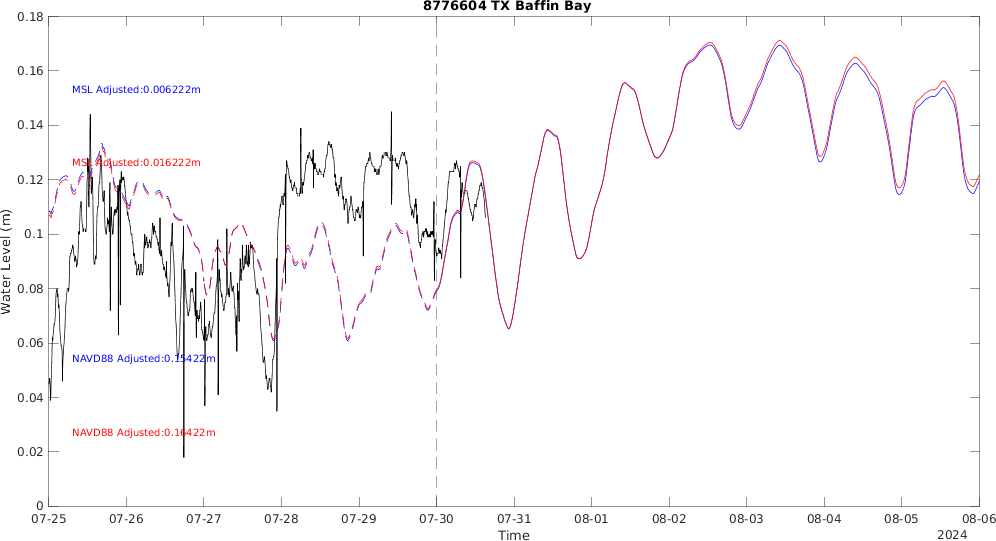 8776604 TX Baffin Bay
0.18
0.16
0.14
0.12
0.1
0.08
0.06
0.04
0.02
0
Water Level (m)
MSL Adjusted:0.006222m
MSL Adjusted:0.016222m
NAVD88 Adjusted:0.15422m
NAVD88 Adjusted:0.16422m
07-25 07-26 07-27 07-28 07-29 07-30 07-31 08-01 08-02 08-03 08-04 08-05 08-06
Time
2024